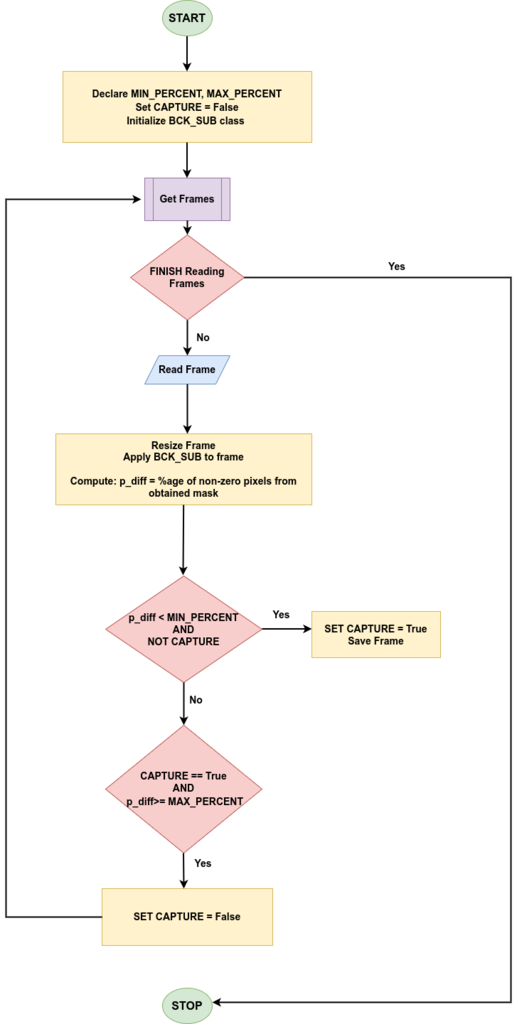 START
Declare MIN_PERCENT, MAX_PERCENT
Set CAPTURE = False
Initialize BCK_SUB class
Get Frames
FINISH Reading
Frames
Yes
No
Read Frame
Resize Frame
Apply BCK_SUB to frame
Compute: p_diff = %age of non-zero pixels from
obtained mask
p_diff < MIN_PERCENT
AND
NOT CAPTURE
Yes
SET CAPTURE = True
Save Frame
No
CAPTURE == True
AND
p_diff>= MAX_PERCENT
Yes
SET CAPTURE = False
STOP